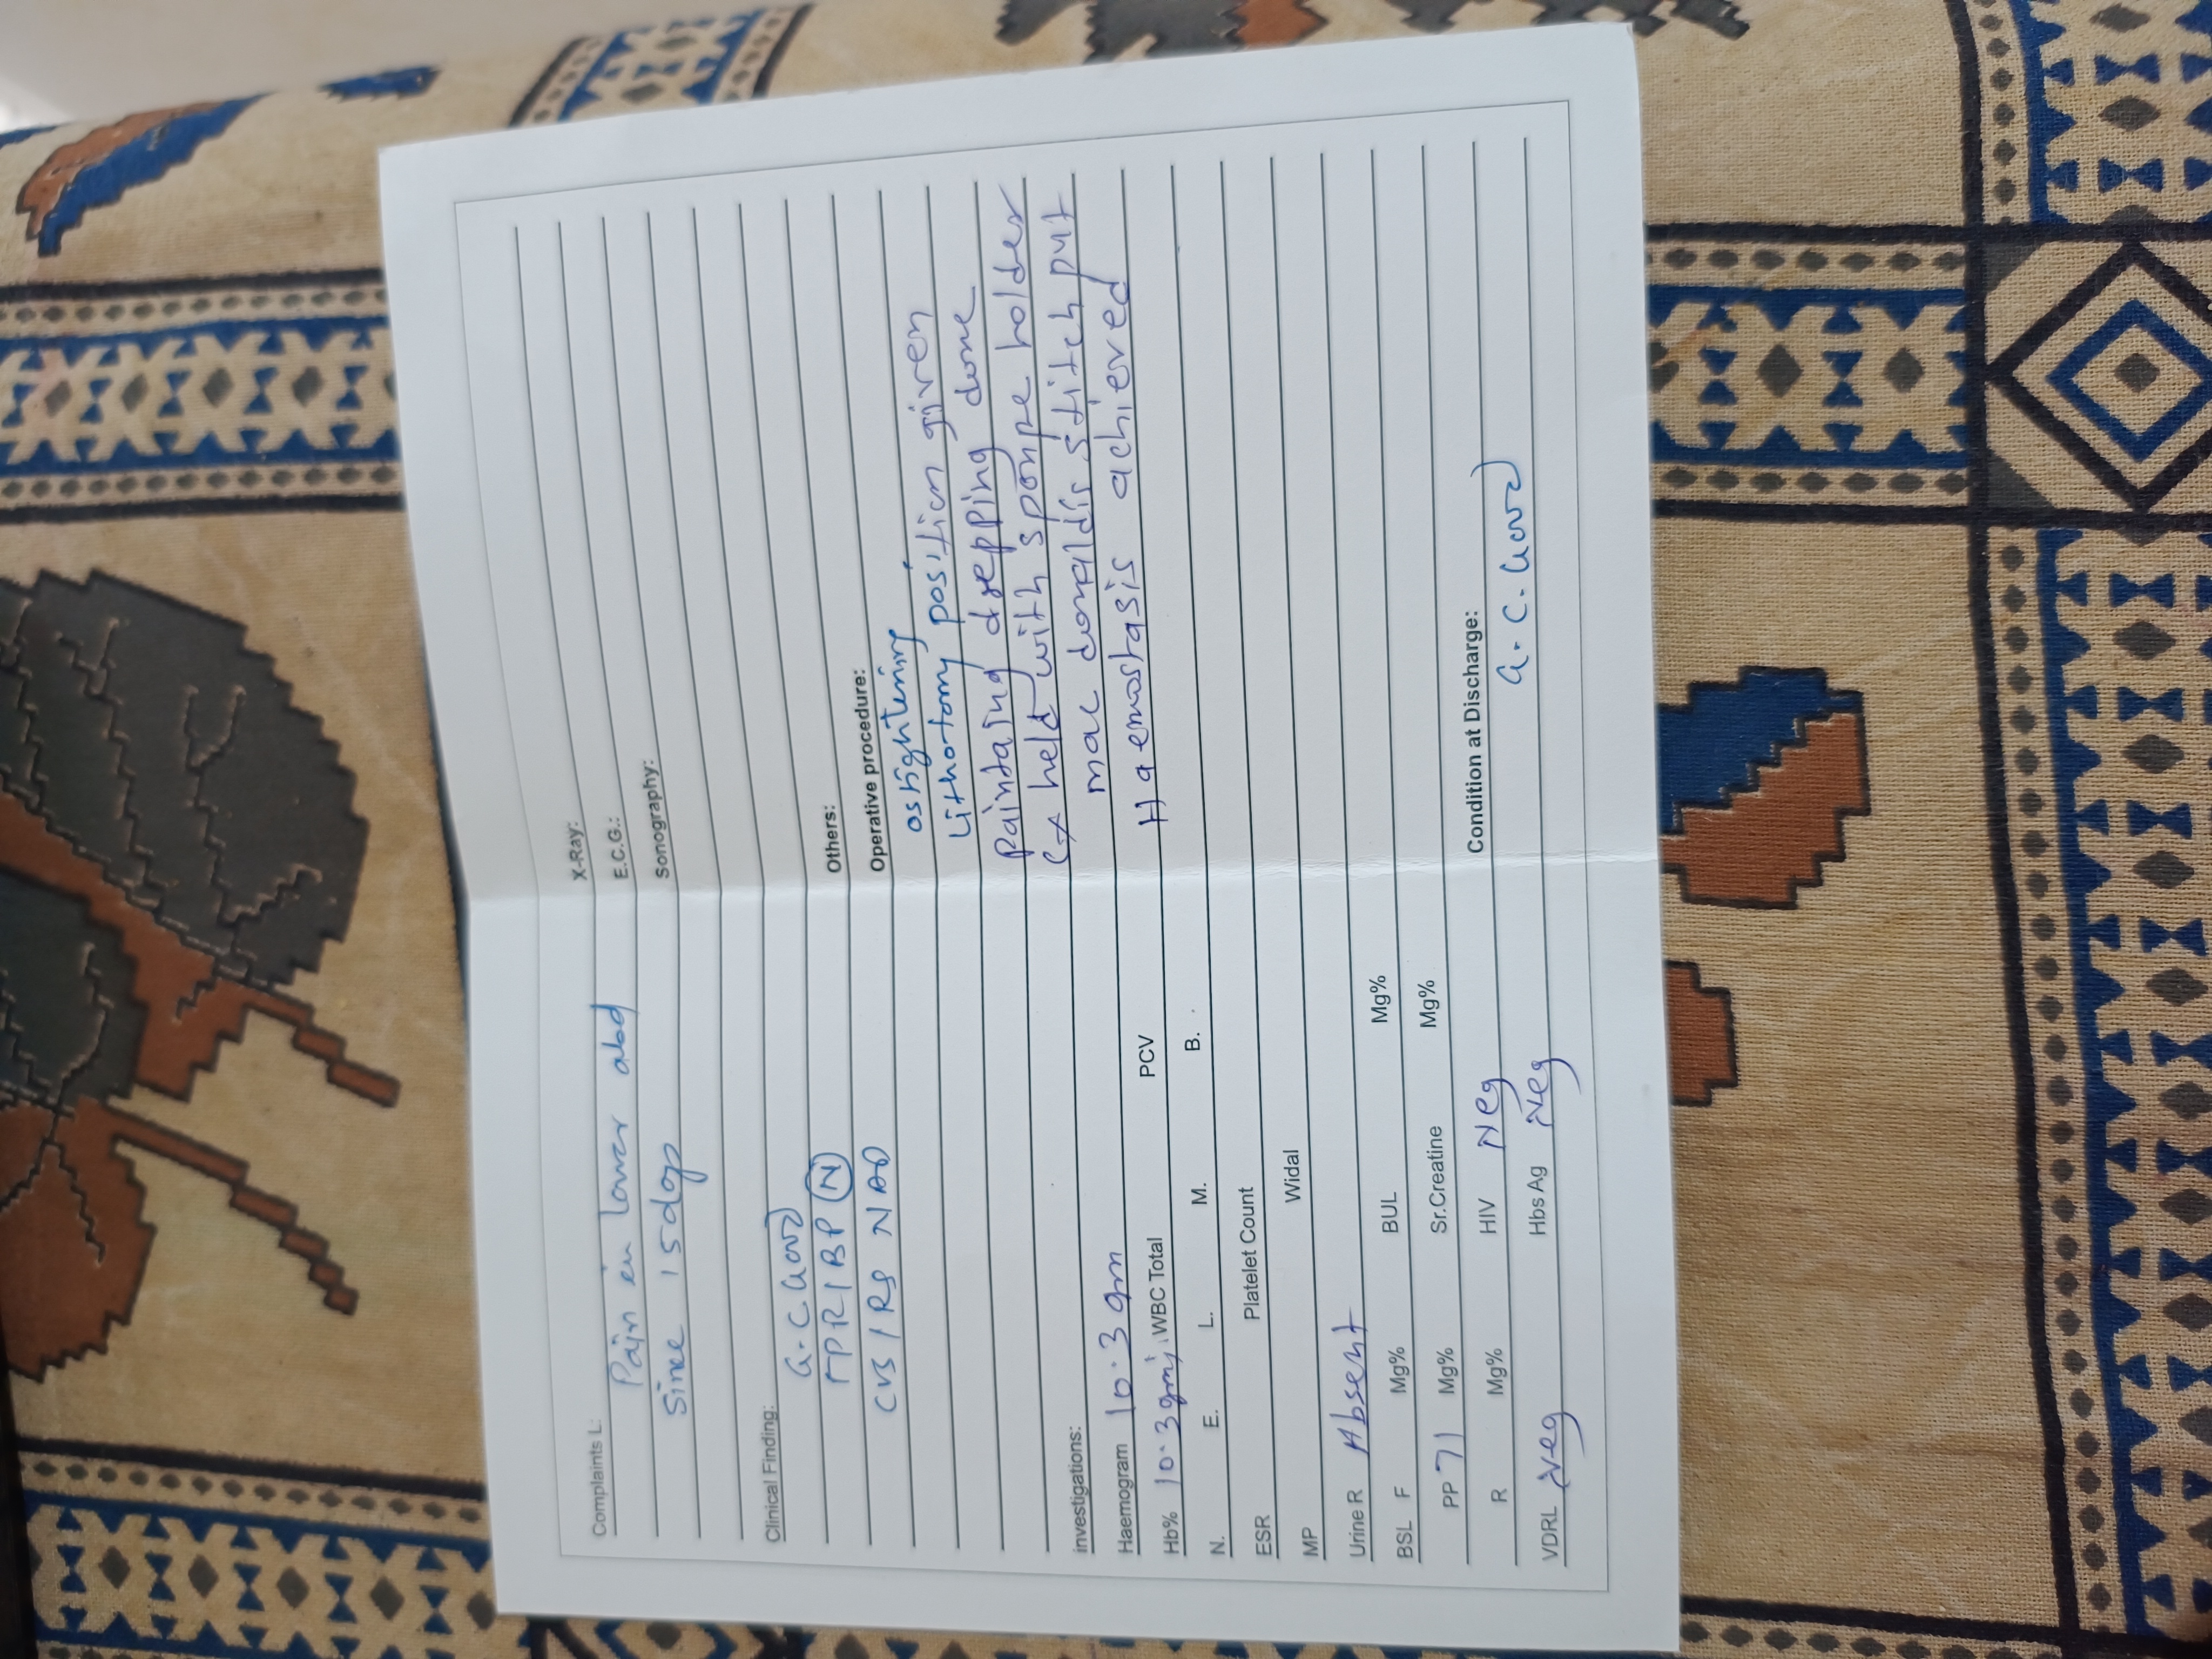 Complaints L:
Pain in lower abd
since 15 days
Clinical Finding:
G.C Good
TPR/BP (N)
CVS/RS NAD
investigations:
Haemogram 10.3 gm
Hb% 10.3 gm; WBC Total PCV
N. E. L. M. B.
ESR Platelet Count
MP Widal
Urine R Absent
BSL F Mg% BUL Mg%
PP 71 Mg% Sr.Creatine Mg%
R Mg% HIV Neg
VDRL Neg Hbs Ag Neg
X-Ray:
E.C.G.:
Sonography:
Others:
Operative procedure:
os tightening
Lithotomy position given
Paintaing drepping done
Cx held with sponpe holder
mac donaldis stitch put
Haemostasis achieved
Condition at Discharge:
G. C. Good